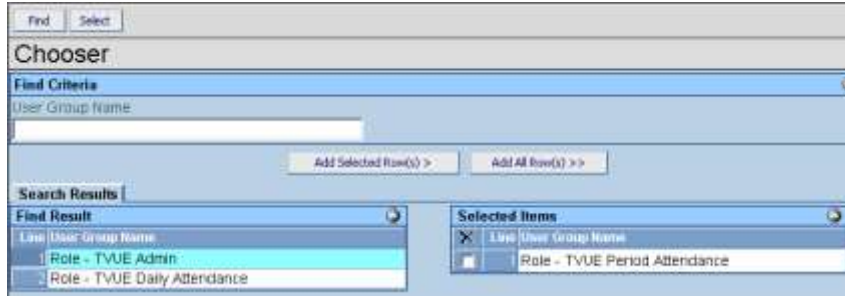 Find Select
Chooser
Find Criteria
User Group Name
Add Selected Row(s) > Add All Row(s) >>
Search Results
Find Result Selected Items
Line User Group Name X Line User Group Name
1 Role - TVUE Admin 1 Role - TVUE Period Attendance
2 Role - TVUE Daily Attendance